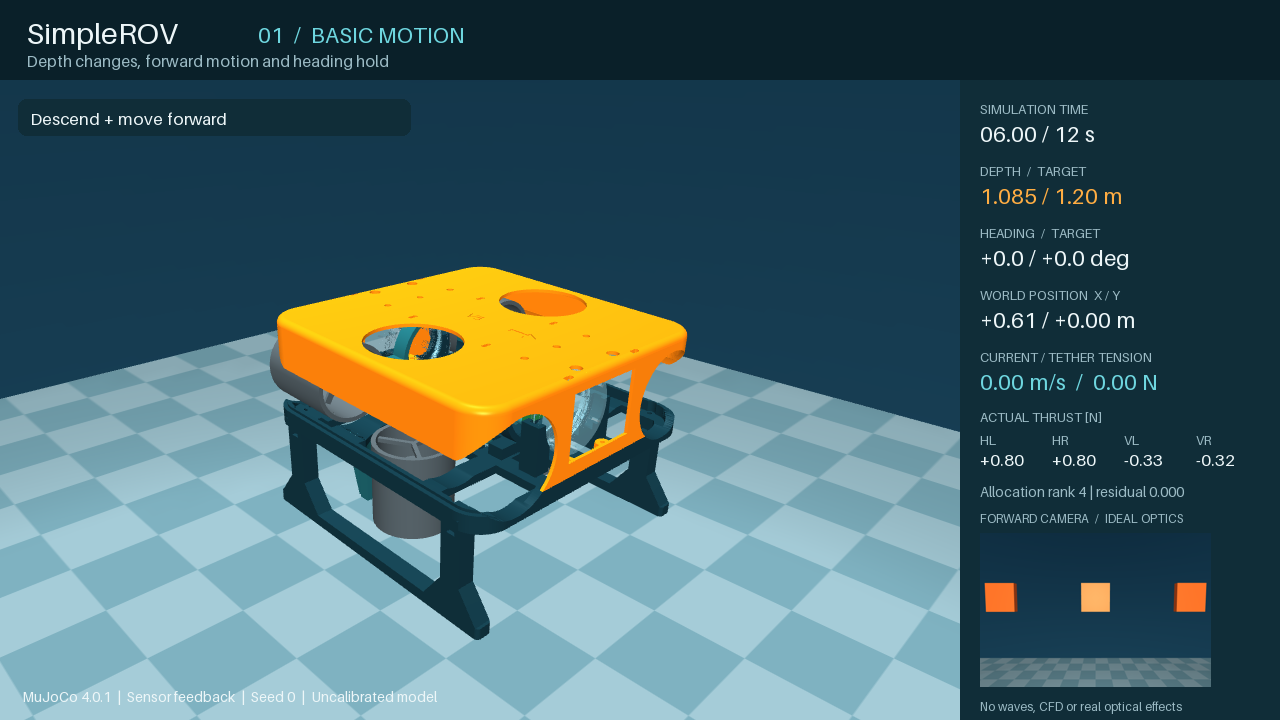 SimpleROV
01 / BASIC MOTION
Depth changes, forward motion and heading hold
Descend + move forward
SIMULATION TIME
06.00 / 12 s
DEPTH / TARGET
1.085 / 1.20 m
HEADING / TARGET
+0.0 / +0.0 deg
WORLD POSITION X / Y
+0.61 / +0.00 m
CURRENT / TETHER TENSION
0.00 m/s / 0.00 N
ACTUAL THRUST [N]
HL HR VL VR
+0.80 +0.80 -0.33 -0.32
Allocation rank 4 | residual 0.000
FORWARD CAMERA / IDEAL OPTICS
No waves, CFD or real optical effects
MuJoCo 4.0.1 | Sensor feedback | Seed 0 | Uncalibrated model